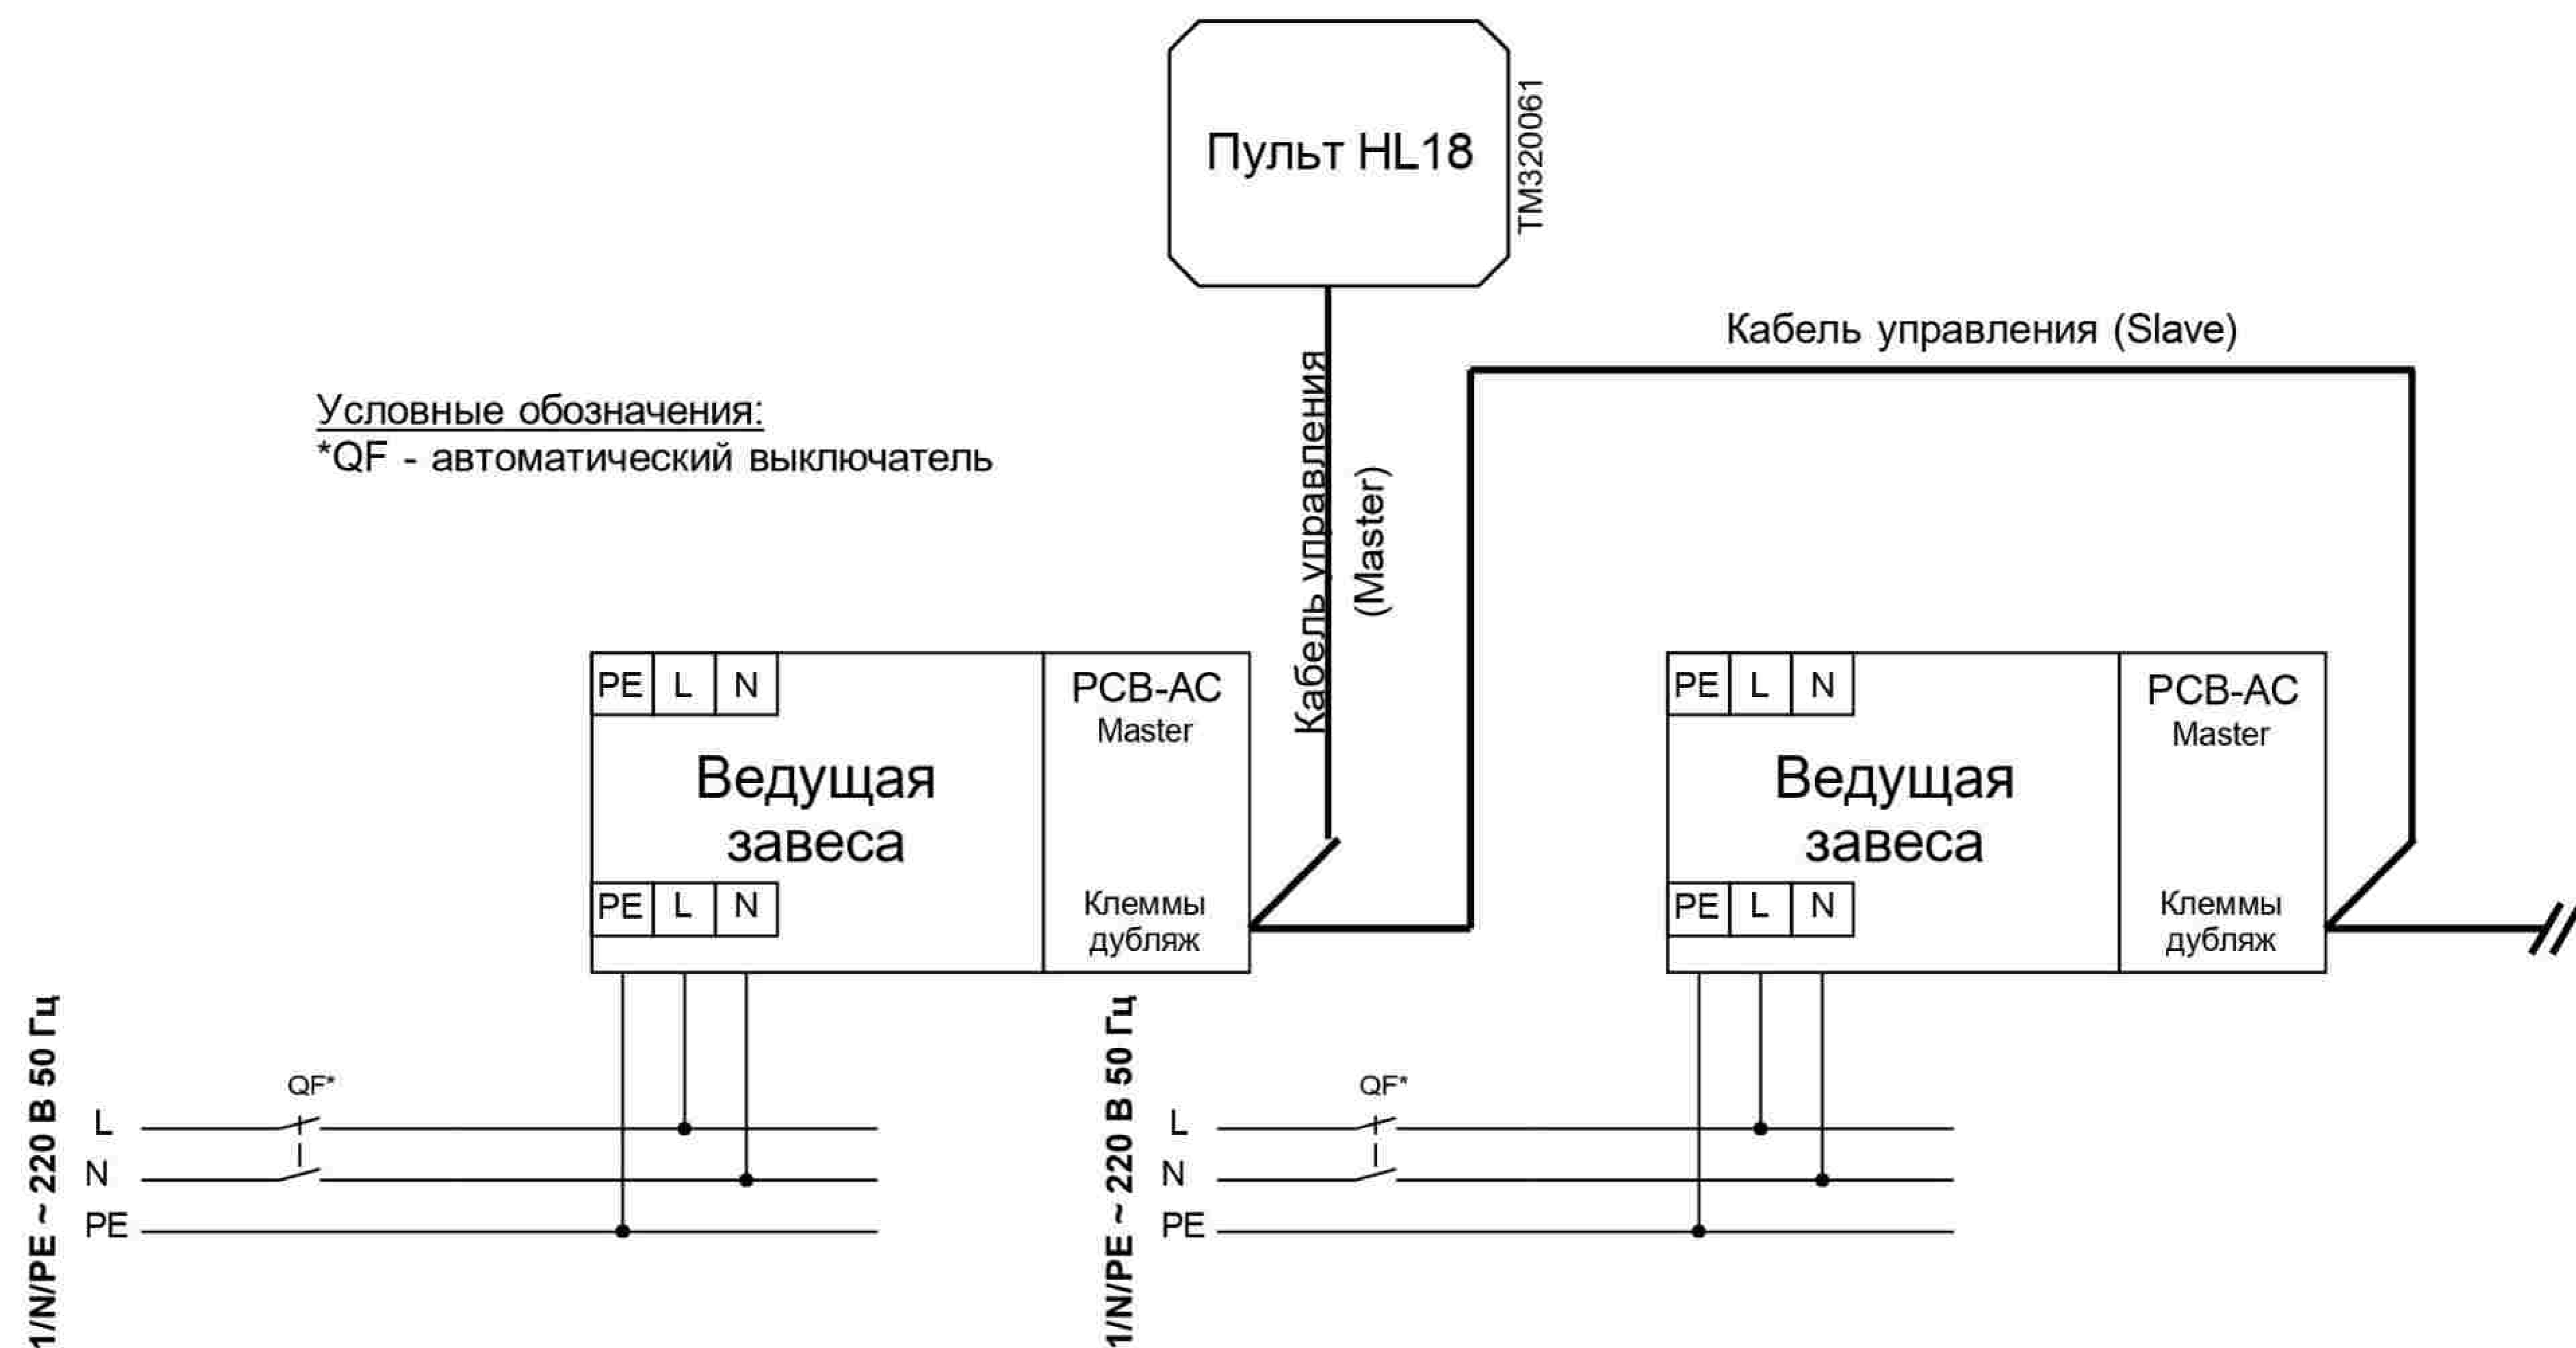 Пульт HL18
TM320061
Кабель управления (Slave)
Условные обозначения:
*QF - автоматический выключатель
Кабель управления
(Master)
PE L N
PCB-AC
Master
Ведущая
завеса
PE L N
Клеммы
дубляж
PE L N
PCB-AC
Master
Ведущая
завеса
PE L N
Клеммы
дубляж
1/N/PE ~ 220 В 50 Гц
QF*
L
N
PE
1/N/PE ~ 220 В 50 Гц
QF*
L
N
PE